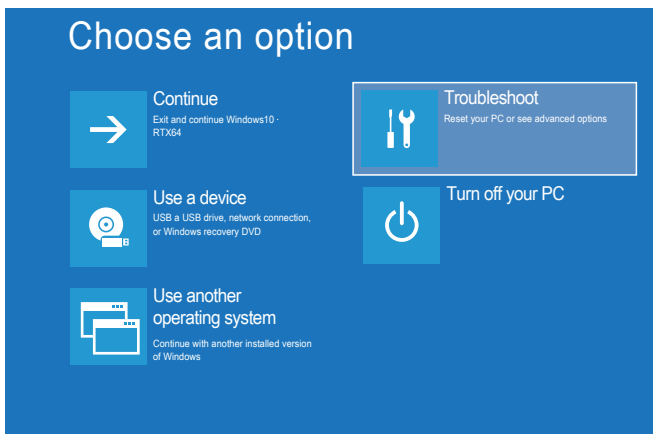 Choose an option
Continue
Exit and continue Windows10 ·
RTX64
Use a device
USB a USB drive, network connection,
or Windows recovery DVD
Use another
operating system
Continue with another installed version
of Windows
Troubleshoot
Reset your PC or see advanced options
Turn off your PC